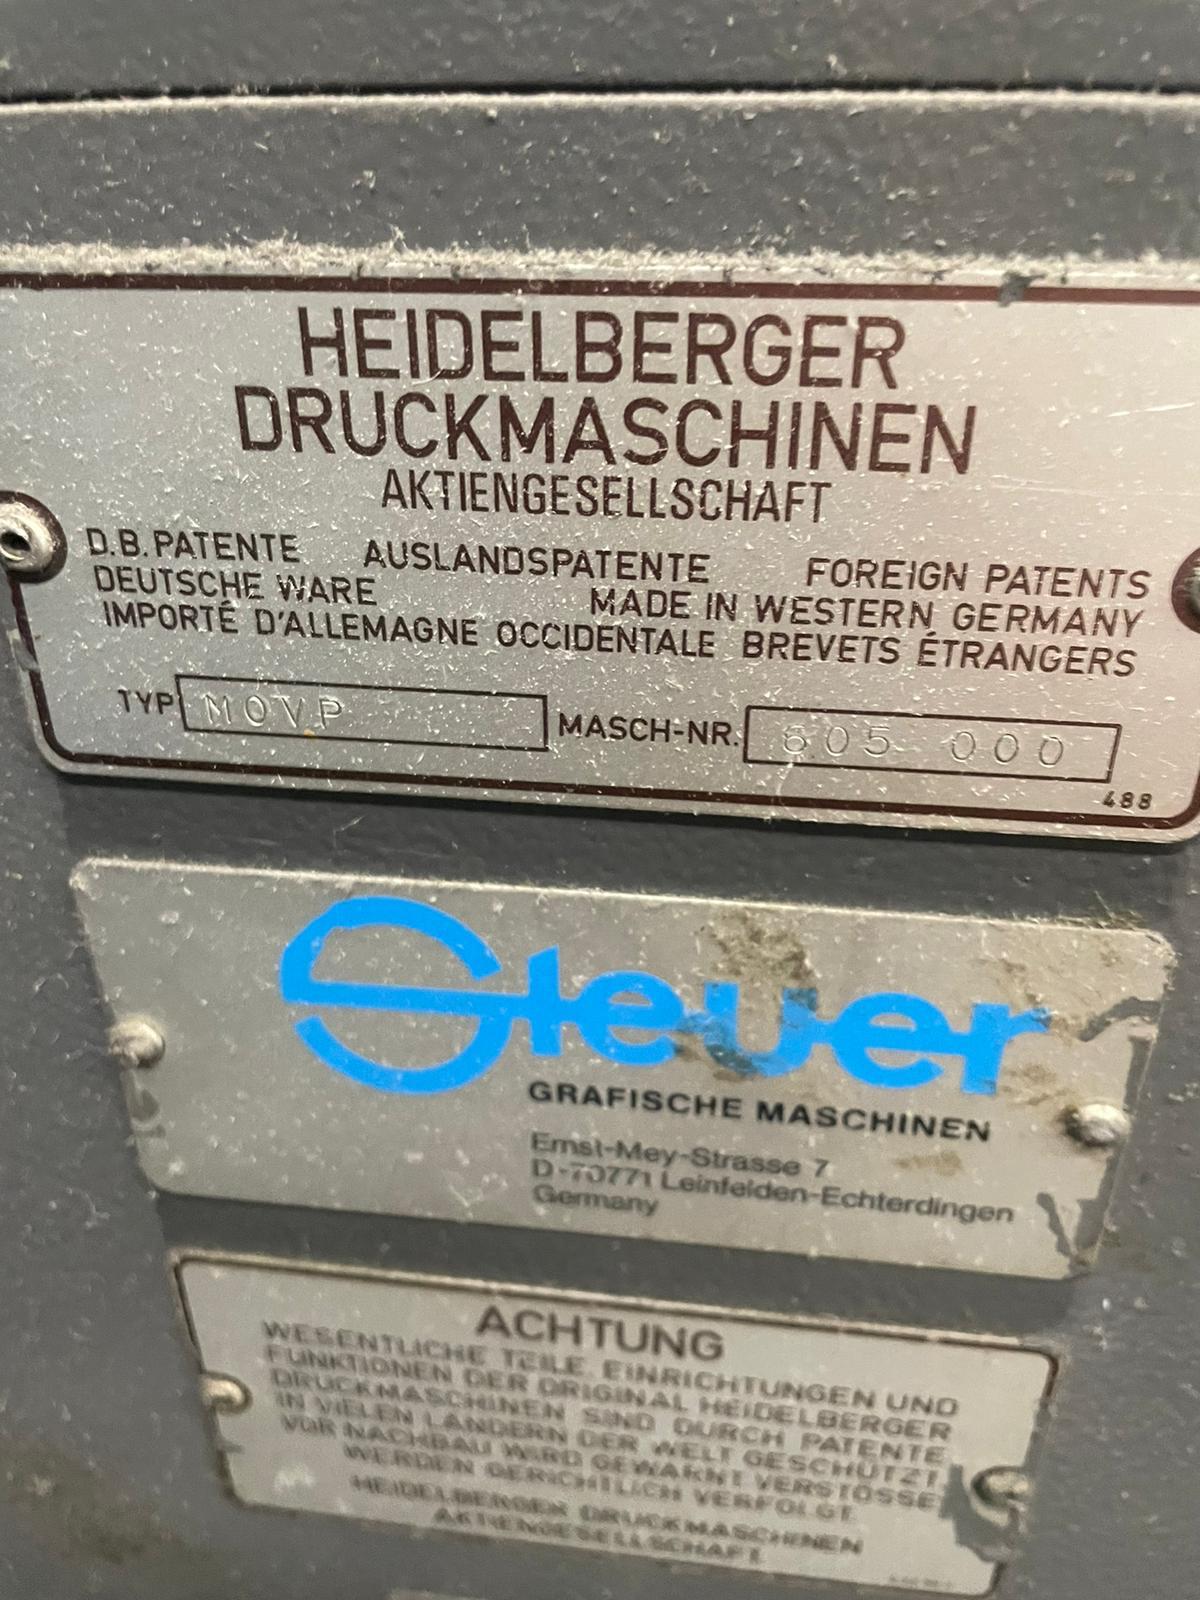 HEIDELBERGER
DRUCKMASCHINEN
AKTIENGESELLSCHAFT
D.B. PATENTE AUSLANDSPATENTE FOREIGN PATENTS
DEUTSCHE WARE MADE IN WESTERN GERMANY
IMPORTÉ D'ALLEMAGNE OCCIDENTALE BREVETS ÉTRANGERS
TYP MOVP MASCH-NR. 605 000
488
Steuer
GRAFISCHE MASCHINEN
Ernst-Mey-Strasse 7
D-70771 Leinfelden-Echterdingen
Germany
ACHTUNG
WESENTLICHE TEILE, EINRICHTUNGEN UND
FUNKTIONEN DER ORIGINAL HEIDELBERGER
DRUCKMASCHINEN SIND DURCH PATENTE
IN VIELEN LÄNDERN DER WELT GESCHÜTZT.
VOR NACHBAU WIRD GEWARNT VERSTÖSSE
WERDEN GERICHTLICH VERFOLGT.
HEIDELBERGER DRUCKMASCHINEN
AKTIENGESELLSCHAFT